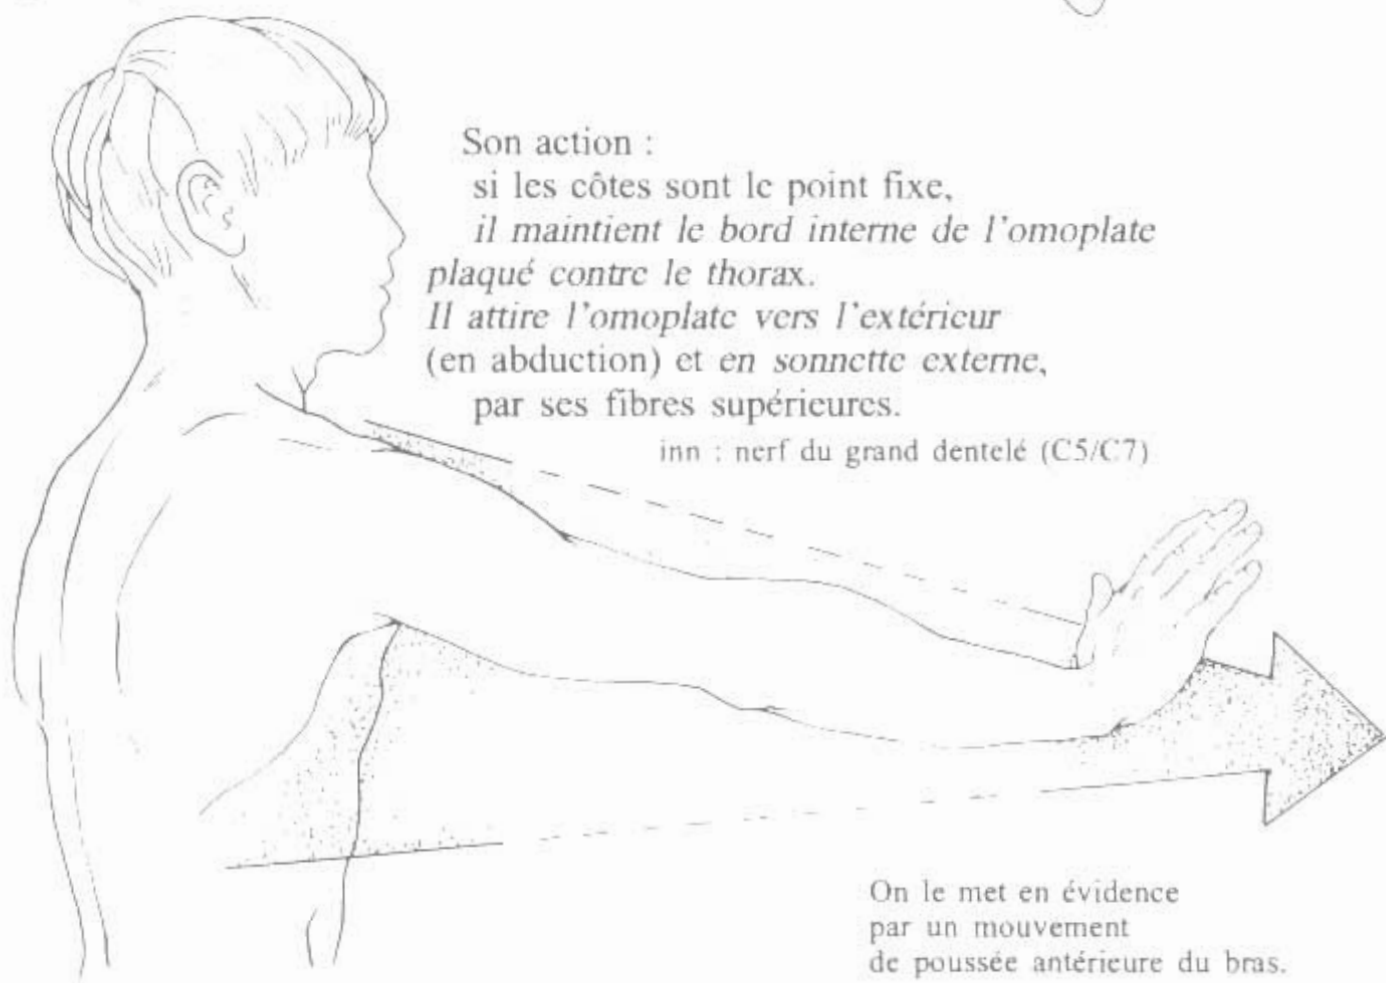 Son action :
si les côtes sont le point fixe,
il maintient le bord interne de l'omoplate
plaqué contre le thorax.
Il attire l'omoplate vers l'extérieur
(en abduction) et en sonnette externe,
par ses fibres supérieures.
inn : nerf du grand dentelé (C5/C7)
On le met en évidence
par un mouvement
de poussée antérieure du bras.